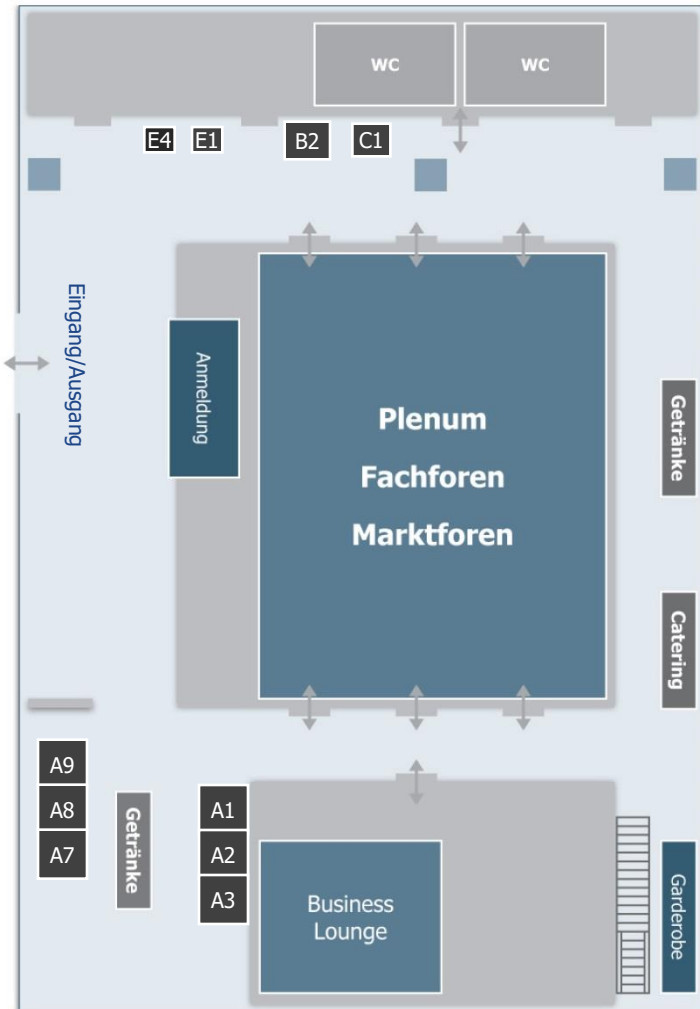 WC
WC
E4
E1
B2
C1
Eingang/Ausgang
Anmeldung
Plenum
Fachforen
Marktforen
Getränke
Catering
A9
A8
A7
Getränke
A1
A2
A3
Business
Lounge
Garderobe